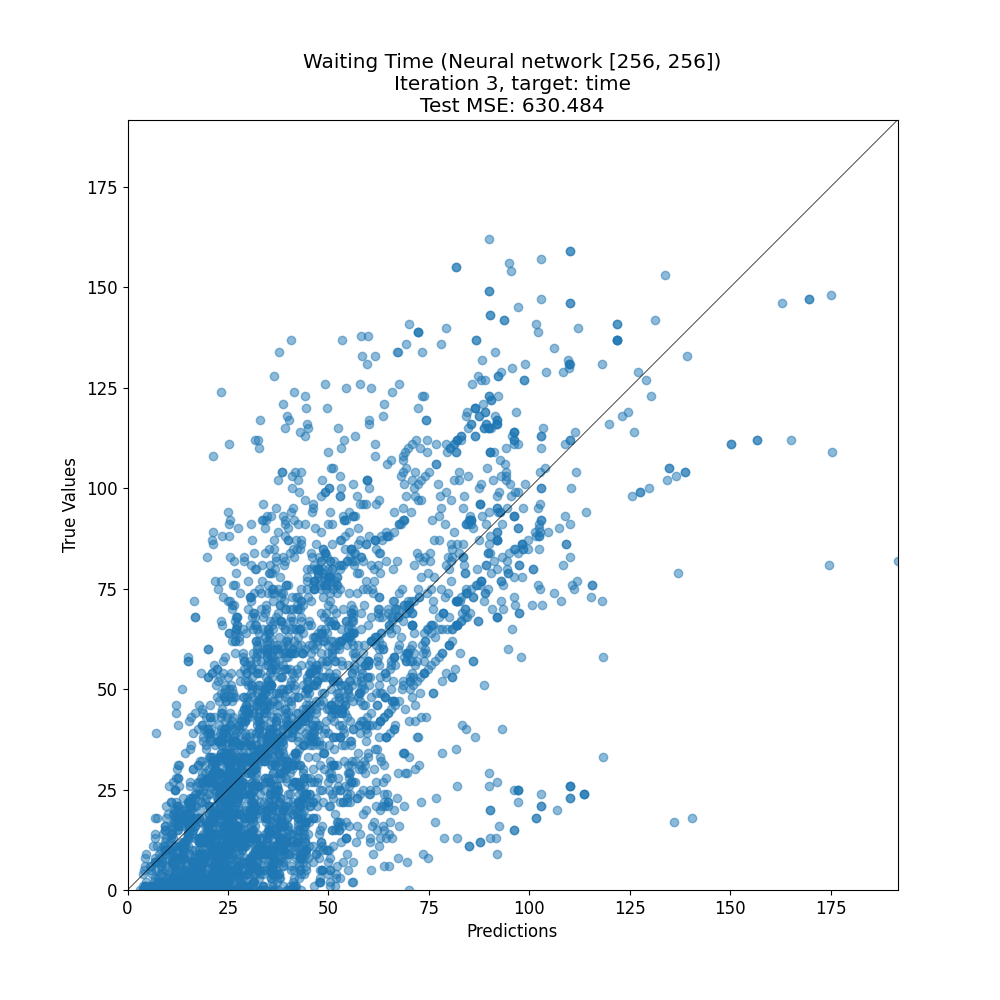 Waiting Time (Neural network [256, 256])
Iteration 3, target: time
Test MSE: 630.484
175
150
125
100
75
50
25
0
True Values
0 25 50 75 100 125 150 175
Predictions